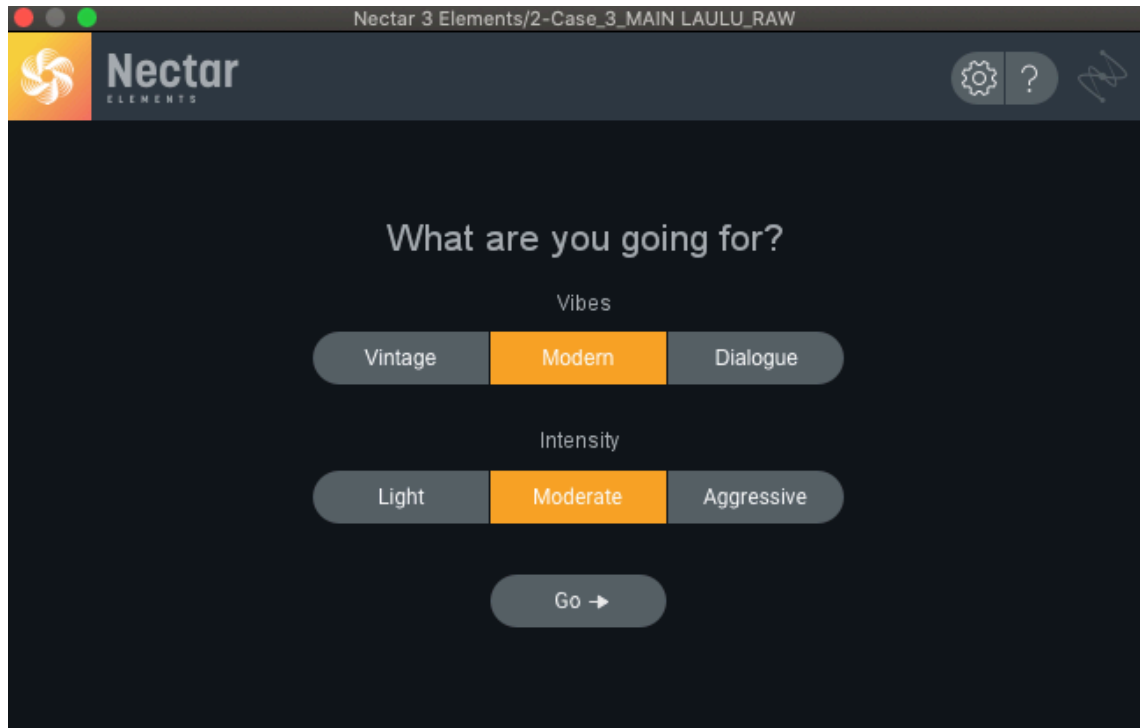 Nectar 3 Elements/2-Case_3_MAIN LAULU_RAW
Nectar
ELEMENTS
?
What are you going for?
Vibes
Vintage Modern Dialogue
Intensity
Light Moderate Aggressive
Go